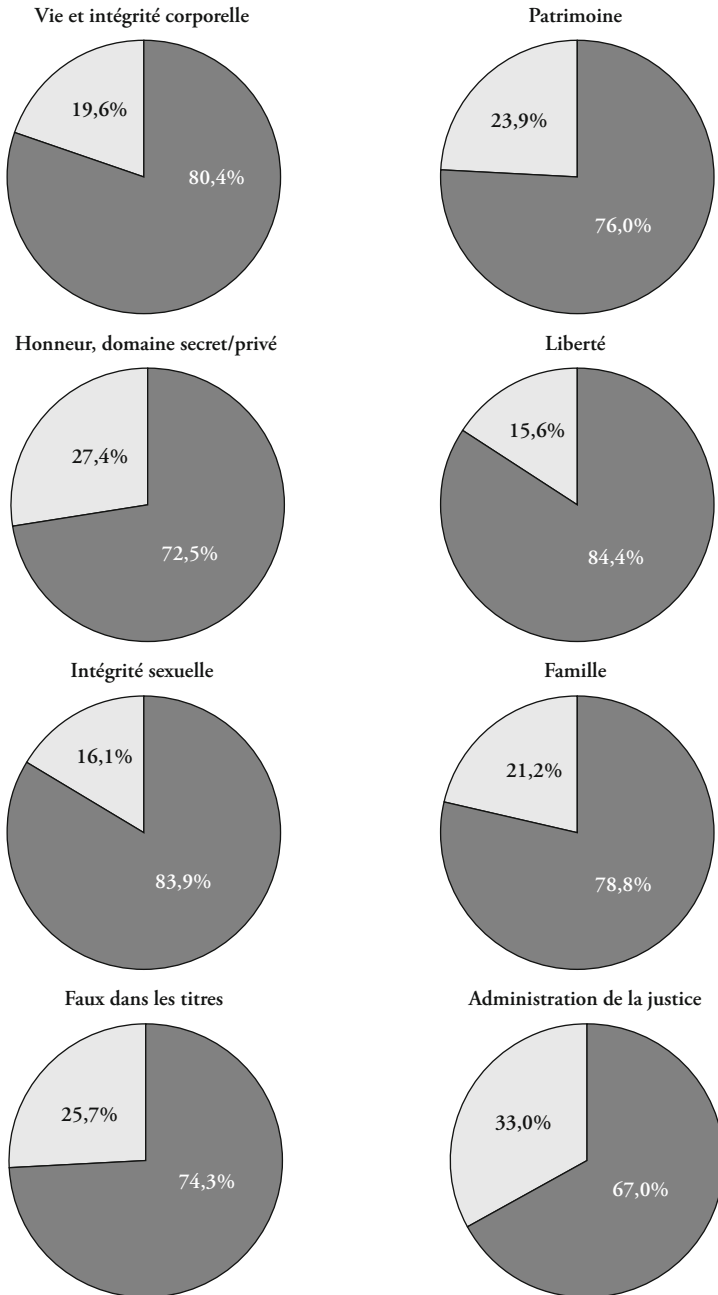 Vie et intégrité corporelle
19,6%
80,4%
Patrimoine
23,9%
76,0%
Honneur, domaine secret/privé
27,4%
72,5%
Liberté
15,6%
84,4%
Intégrité sexuelle
16,1%
83,9%
Famille
21,2%
78,8%
Faux dans les titres
25,7%
74,3%
Administration de la justice
33,0%
67,0%